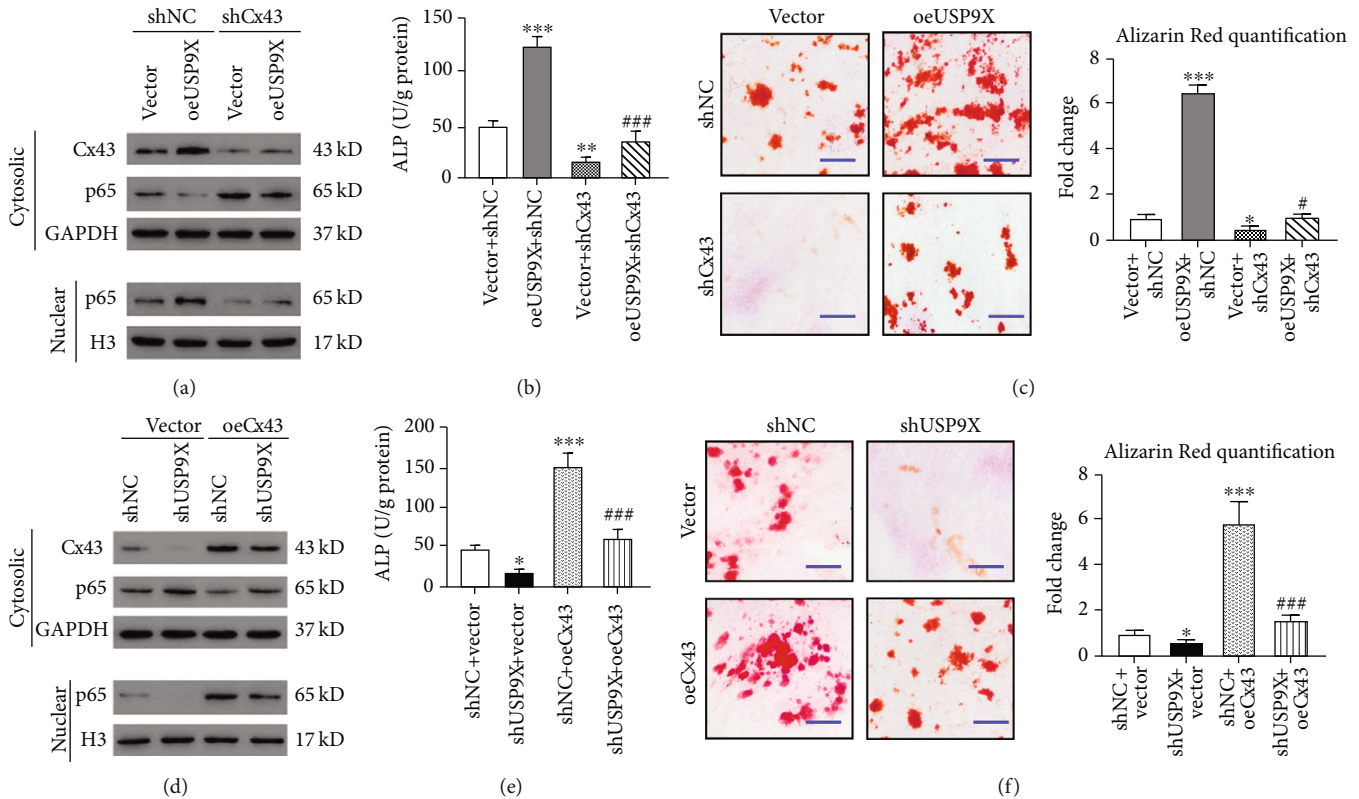 shNC shCx43
Vector
oeUSP9X
Vector
oeUSP9X
Cytosolic
Cx43 43 kD
p65 65 kD
GAPDH 37 kD
Nuclear
p65 65 kD
H3 17 kD
(a)
ALP (U/g protein)
150
100
50
0
***
**
###
Vector+shNC
oeUSP9X+shNC
Vector+shCx43
oeUSP9X+shCx43
(b)
Vector oeUSP9X
shNC
shCx43
Alizarin Red quantification
Fold change
8
6
4
2
0
***
*
#
Vector+
shNC
oeUSP9X+
shNC
Vector+
shCx43
oeUSP9X+
shCx43
(c)
Vector oeCx43
shNC
shUSP9X
shNC
shUSP9X
Cytosolic
Cx43 43 kD
p65 65 kD
GAPDH 37 kD
Nuclear
p65 65 kD
H3 17 kD
(d)
ALP (U/g protein)
200
150
100
50
0
*
***
###
shNC+vector
shUSP9X+vector
shNC+oeCx43
shUSP9X+oeCx43
(e)
shNC shUSP9X
Vector
oeC×43
Alizarin Red quantification
Fold change
8
6
4
2
0
*
***
###
shNC+
vector
shUSP9X+
vector
shNC+
oeCx43
shUSP9X+
oeCx43
(f)